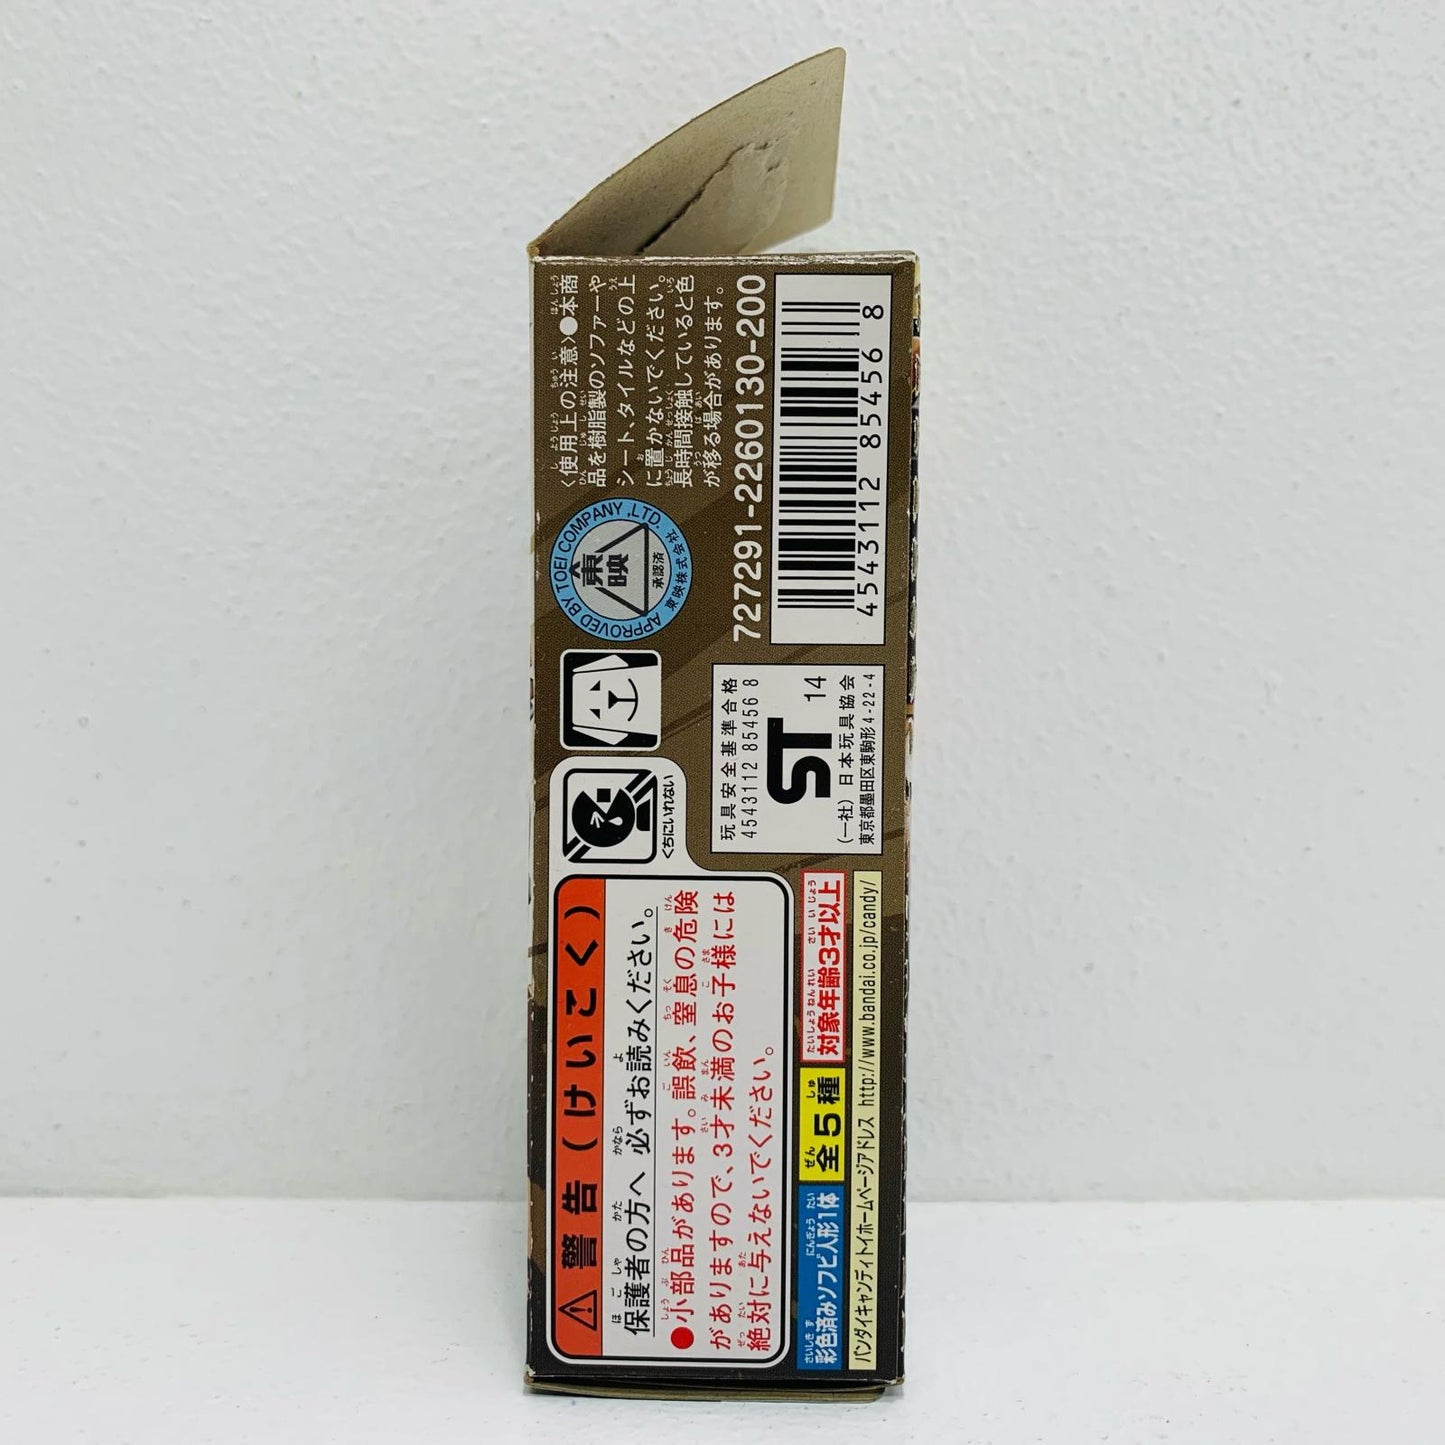 ⚠ 警告(けいこく)
保護者の方へ 必ずお読みください。
●小部品があります。誤飲、窒息の危険
がありますので、3才未満のお子様には
絶対に与えないでください。
くちにいれない
彩色済みソフビ人形1体
全5種
対象年齢3才以上
バンダイキャンディトイホームページアドレス http://www.bandai.co.jp/candy/
玩具安全基準合格
4543112 85456 8
ST 14
(一社)日本玩具協会
東京都墨田区東駒形4-22-4
APPROVED BY TOEI COMPANY ,LTD.
東映
承認済
東映株式会社
<使用上の注意>●本商
品を樹脂製のソファーや
シート、タイルなどの上
に置かないでください。
長時間接触していると色
が移る場合があります。
727291-2260130-200
4543112 85456 8